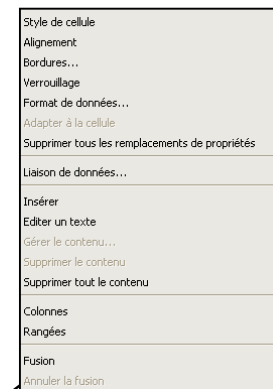 Style de cellule
Alignement
Bordures...
Verrouillage
Format de données...
Adapter à la cellule
Supprimer tous les remplacements de propriétés
Liaison de données...
Insérer
Editer un texte
Gérer le contenu...
Supprimer le contenu
Supprimer tout le contenu
Colonnes
Rangées
Fusion
Annuler la fusion